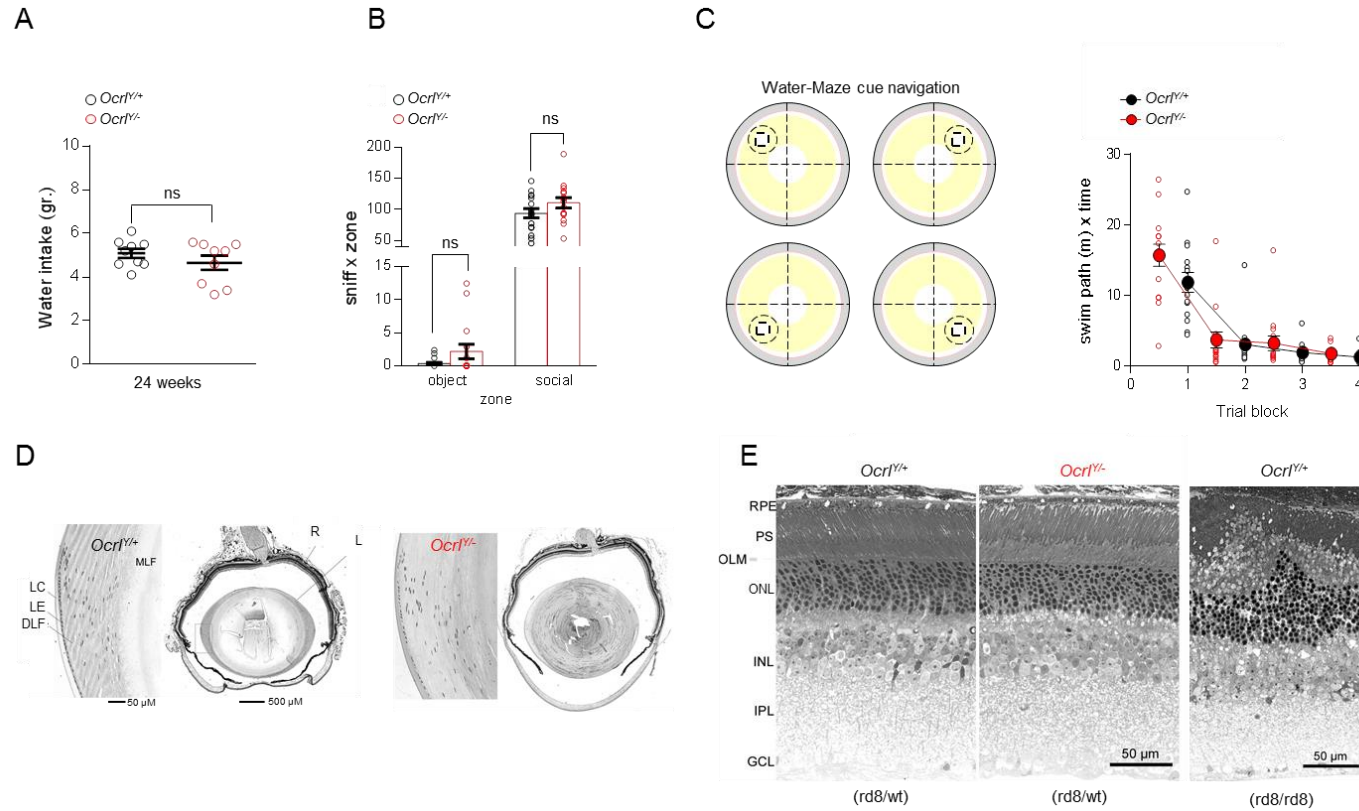 A
B
C
Ocrl^Y/+
Ocrl^Y/-
Water intake (gr.)
10
8
6
4
2
0
ns
24 weeks
Ocrl^Y/+
Ocrl^Y/-
sniff x zone
200
150
100
50
15
10
5
0
ns
ns
object
social
zone
Water-Maze cue navigation
Ocrl^Y/+
Ocrl^Y/-
swim path (m) x time
30
20
10
0
0
1
2
3
4
Trial block
D
E
Ocrl^Y/+
MLF
R
L
LC
LE
DLF
50 µM
500 µM
Ocrl^Y/-
Ocrl^Y/+
Ocrl^Y/-
Ocrl^Y/+
RPE
PS
OLM
ONL
INL
IPL
GCL
50 µm
50 µm
(rd8/wt)
(rd8/wt)
(rd8/rd8)